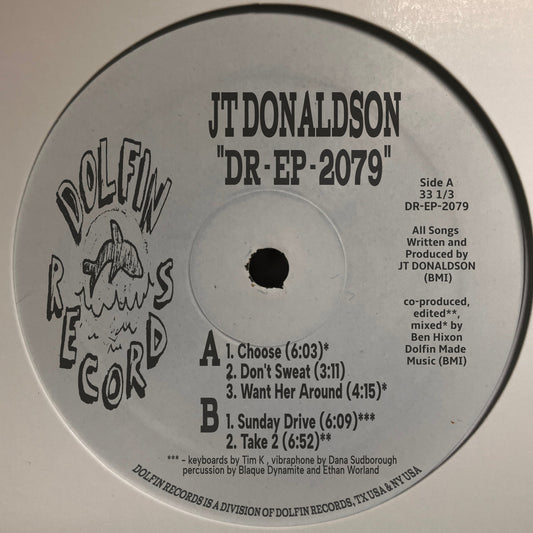 JT DONALDSON
"DR-EP-2079"
DOLFIN
RECORDS
Side A
33 1/3
DR-EP-2079
All Songs
Written and
Produced by
JT DONALDSON
(BMI)
co-produced,
edited**,
mixed* by
Ben Hixon
Dolfin Made
Music (BMI)
A 1. Choose (6:03)*
2. Don't Sweat (3:11)
3. Want Her Around (4:15)*
B 1. Sunday Drive (6:09)***
2. Take 2 (6:52)**
*** - keyboards by Tim K , vibraphone by Dana Sudborough
percussion by Blaque Dynamite and Ethan Worland
DOLFIN RECORDS IS A DIVISION OF DOLFIN RECORDS, TX USA & NY USA